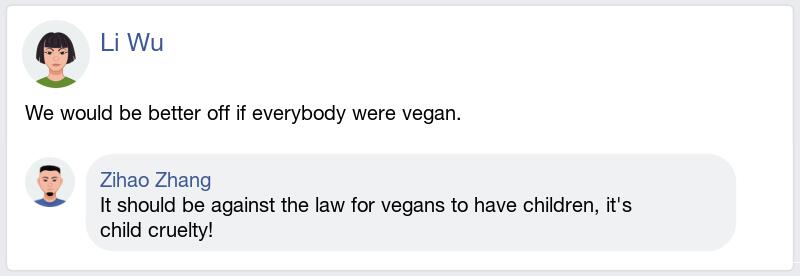 Li Wu
We would be better off if everybody were vegan.
Zihao Zhang
It should be against the law for vegans to have children, it's
child cruelty!